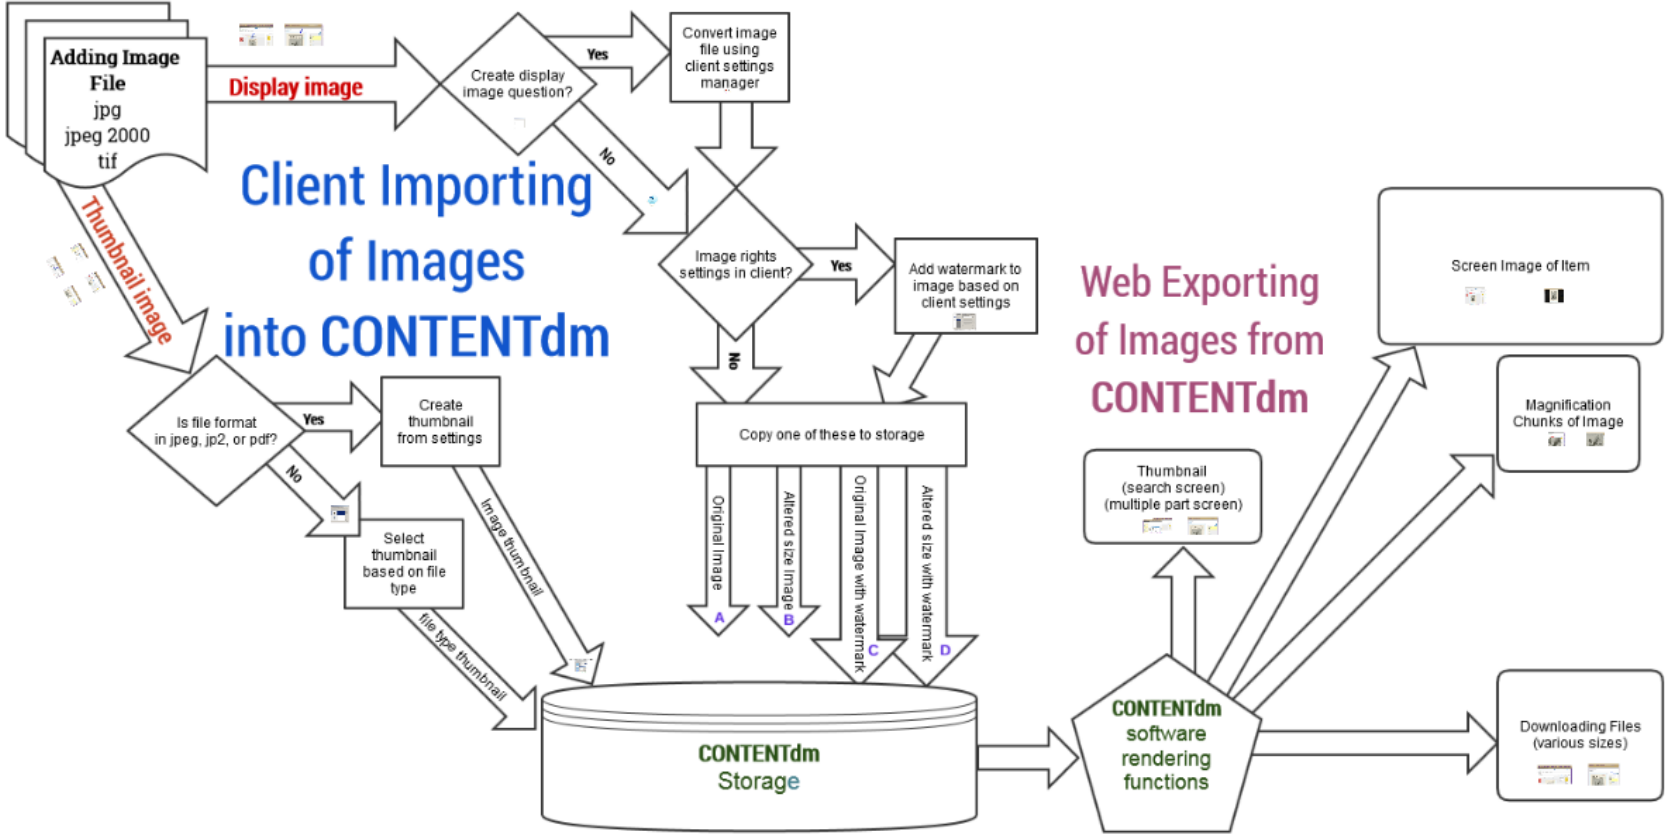 Adding Image
File
jpg
jpeg 2000
tif
Display image
Create display
image question?
Yes
Convert image
file using
client settings
manager
No
Thumbnail image
Client Importing
of Images
into CONTENTdm
Image rights
settings in client?
Yes
Add watermark to
image based on
client settings
No
Is file format
in jpeg, jp2, or pdf?
Yes
Create
thumbnail
from settings
No
Select
thumbnail
based on file
type
Image thumbnail
file type thumbnail
Copy one of these to storage
Original Image
A
Altered size Image
B
Original Image with watermark
C
Altered size with watermark
D
CONTENTdm
Storage
Web Exporting
of Images from
CONTENTdm
CONTENTdm
software
rendering
functions
Thumbnail
(search screen)
(multiple part screen)
Screen Image of Item
Magnification
Chunks of Image
Downloading Files
(various sizes)